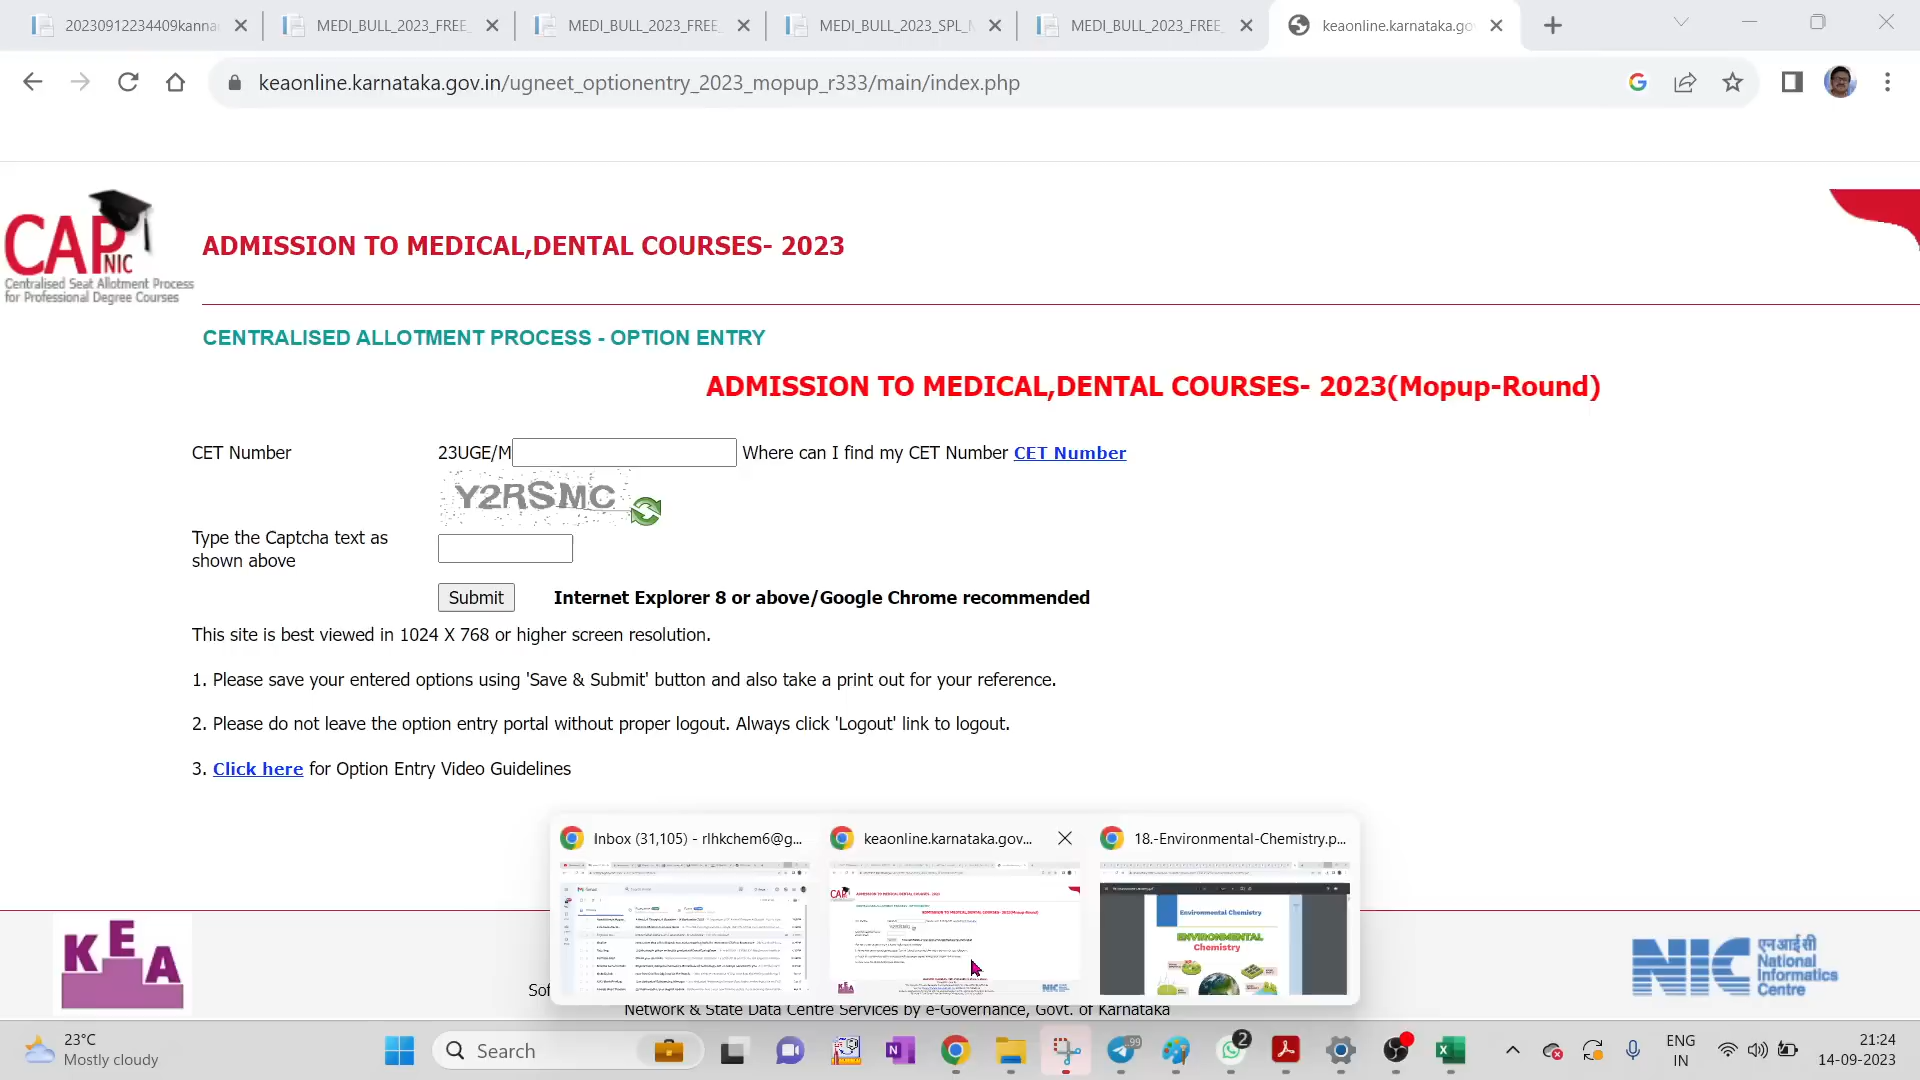 20230912234409kanna
MEDI_BULL_2023_FREE_
MEDI_BULL_2023_FREE_
MEDI_BULL_2023_SPL_
MEDI_BULL_2023_FREE_
keaonline.karnataka.go
keaonline.karnataka.gov.in/ugneet_optionentry_2023_mopup_r333/main/index.php
CAP NIC
Centralised Seat Allotment Process
for Professional Degree Courses
ADMISSION TO MEDICAL,DENTAL COURSES- 2023
CENTRALISED ALLOTMENT PROCESS - OPTION ENTRY
ADMISSION TO MEDICAL,DENTAL COURSES- 2023(Mopup-Round)
CET Number 23UGE/M Where can I find my CET Number CET Number
Y2RSMC
Type the Captcha text as
shown above
Submit Internet Explorer 8 or above/Google Chrome recommended
This site is best viewed in 1024 X 768 or higher screen resolution.
1. Please save your entered options using 'Save & Submit' button and also take a print out for your reference.
2. Please do not leave the option entry portal without proper logout. Always click 'Logout' link to logout.
3. Click here for Option Entry Video Guidelines
Inbox (31,105) - rlhkchem6@g...
keaonline.karnataka.gov...
18.-Environmental-Chemistry.p...
Environmental Chemistry
ENVIRONMENTAL
Chemistry
KEA
Sof
Network & State Data Centre Services by e-Governance, Govt. of Karnataka
NIC एनआईसी
National
Informatics
Centre
23°C
Mostly cloudy
Search
99
2
ENG
IN
21:24
14-09-2023